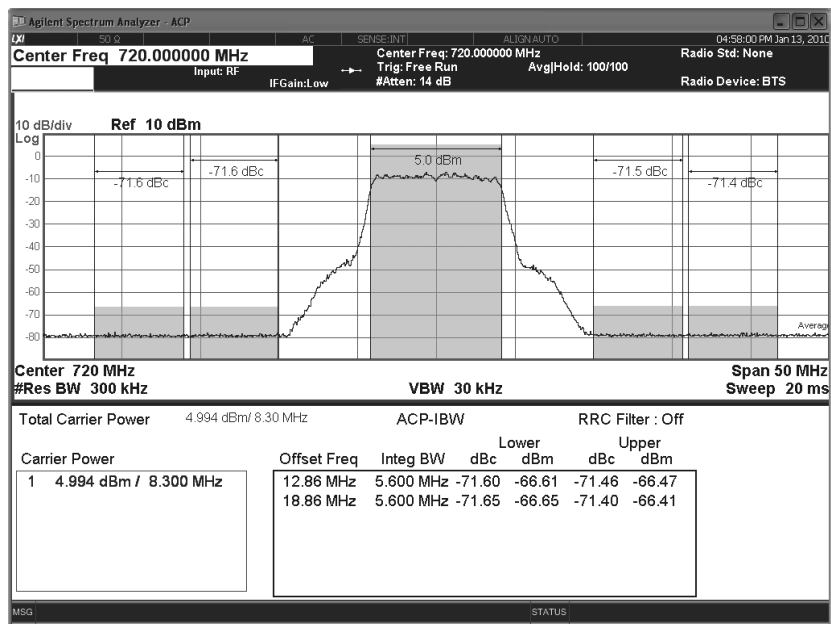 Agilent Spectrum Analyzer - ACP
LXI 50 Ω AC SENSE:INT ALIGN AUTO 04:58:00 PM Jan 13, 2010
Center Freq 720.000000 MHz
Input: RF
IFGain:Low
Center Freq: 720.000000 MHz
Trig: Free Run Avg|Hold: 100/100
#Atten: 14 dB
Radio Std: None
Radio Device: BTS
10 dB/div Ref 10 dBm
Log
0
-10
-20
-30
-40
-50
-60
-70
-80
-71.6 dBc
-71.6 dBc
5.0 dBm
-71.5 dBc
-71.4 dBc
Average
Center 720 MHz Span 50 MHz
#Res BW 300 kHz VBW 30 kHz Sweep 20 ms
Total Carrier Power 4.994 dBm/ 8.30 MHz ACP-IBW RRC Filter : Off
Lower Upper
Carrier Power Offset Freq Integ BW dBc dBm dBc dBm
1 4.994 dBm / 8.300 MHz 12.86 MHz 5.600 MHz -71.60 -66.61 -71.46 -66.47
18.86 MHz 5.600 MHz -71.65 -66.65 -71.40 -66.41
MSG STATUS